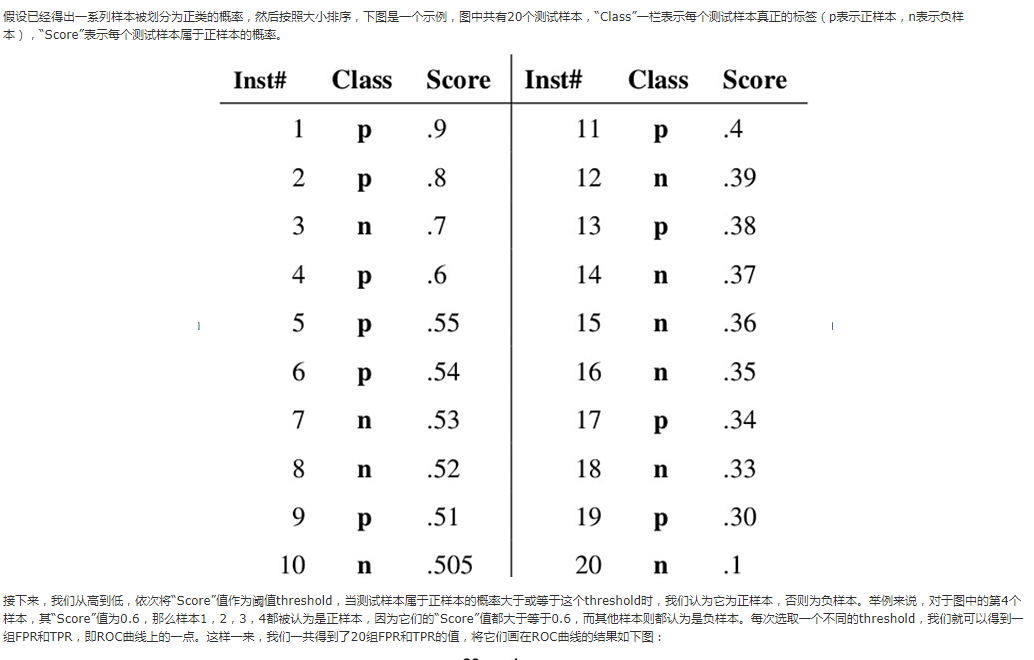 假设已经得出一系列样本被划分为正类的概率，然后按照大小排序，下图是一个示例，图中共有20个测试样本，“Class”一栏表示每个测试样本真正的标签（p表示正样本，n表示负样
本），“Score”表示每个测试样本属于正样本的概率。
Inst# Class Score Inst# Class Score
1 p .9 11 p .4
2 p .8 12 n .39
3 n .7 13 p .38
4 p .6 14 n .37
5 p .55 15 n .36
6 p .54 16 n .35
7 n .53 17 p .34
8 n .52 18 n .33
9 p .51 19 p .30
10 n .505 20 n .1
接下来，我们从高到低，依次将“Score”值作为阈值threshold，当测试样本属于正样本的概率大于或等于这个threshold时，我们认为它为正样本，否则为负样本。举例来说，对于图中的第4个
样本，其“Score”值为0.6，那么样本1，2，3，4都被认为是正样本，因为它们的“Score”值都大于等于0.6，而其他样本则都认为是负样本。每次选取一个不同的threshold，我们就可以得到一
组FPR和TPR，即ROC曲线上的一点。这样一来，我们一共得到了20组FPR和TPR的值，将它们画在ROC曲线的结果如下图：